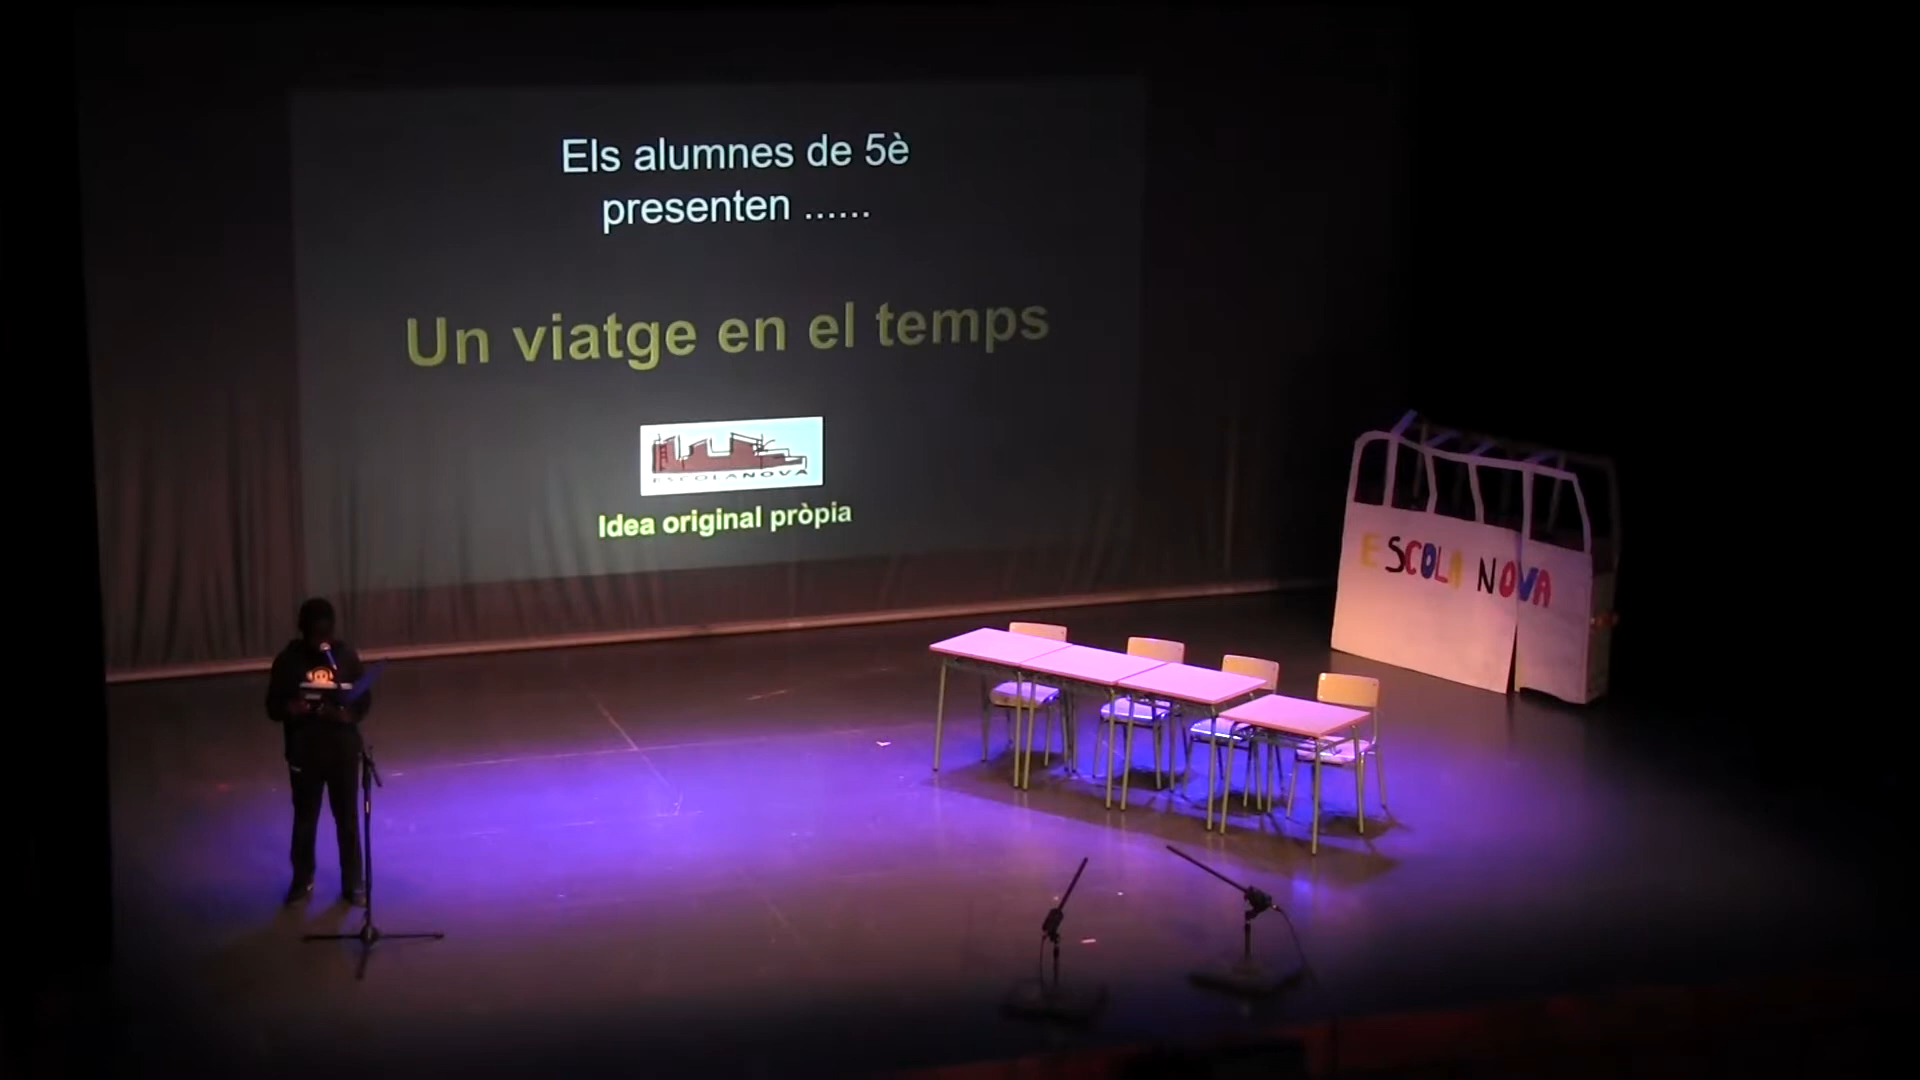 Els alumnes de 5è
presenten ......
Un viatge en el temps
ESCOLANOVA
Idea original pròpia
ESCOLA NOVA